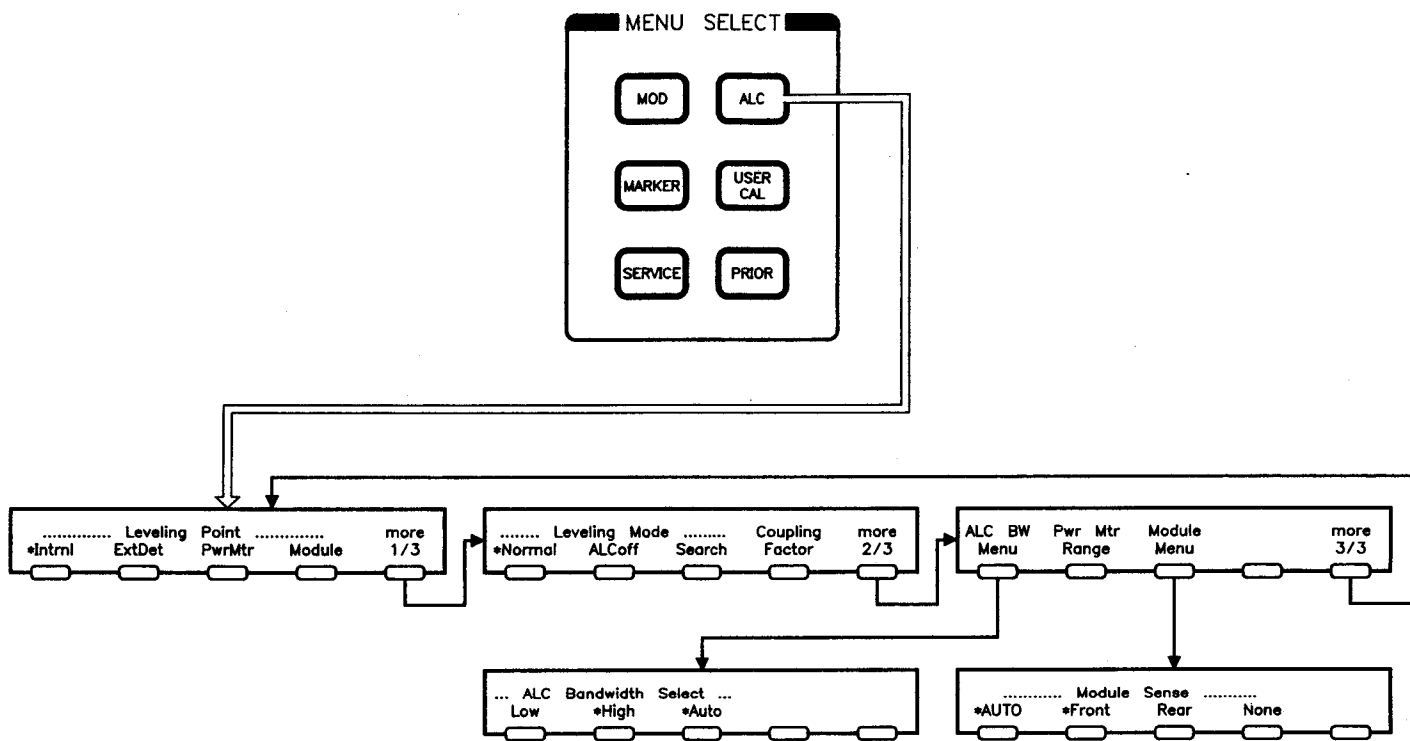 MENU SELECT
MOD
ALC
MARKER
USER
CAL
SERVICE
PRIOR
............. Leveling Point ............. more
*Intrnl ExtDet PwrMtr Module 1/3
........ Leveling Mode ........ Coupling more
*Normal ALCoff Search Factor 2/3
ALC BW Pwr Mtr Module more
Menu Range Menu 3/3
... ALC Bandwidth Select ...
Low *High *Auto
........... Module Sense ..........
*AUTO *Front Rear None